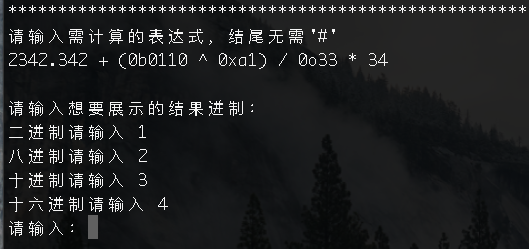 *****************************************************
请输入需计算的表达式, 结尾无需'#'
2342.342 + (0b0110 ^ 0xa1) / 0o33 * 34
请输入想要展示的结果进制:
二进制请输入 1
八进制请输入 2
十进制请输入 3
十六进制请输入 4
请输入: